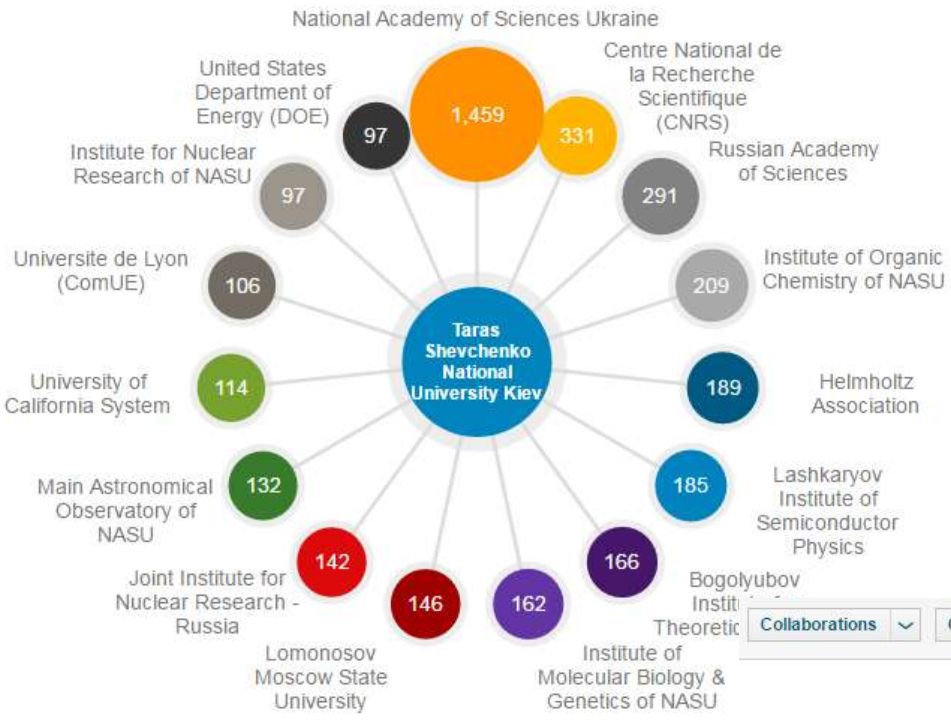 National Academy of Sciences Ukraine
1,459
Centre National de
la Recherche
Scientifique
(CNRS)
331
Russian Academy
of Sciences
291
Institute of Organic
Chemistry of NASU
209
Helmholtz
Association
189
Lashkaryov
Institute of
Semiconductor
Physics
185
Bogolyubov
166
Institute of
Molecular Biology &
Genetics of NASU
162
Lomonosov
Moscow State
University
146
Joint Institute for
Nuclear Research -
Russia
142
Main Astronomical
Observatory of
NASU
132
University of
California System
114
Universite de Lyon
(ComUE)
106
Institute for Nuclear
Research of NASU
97
United States
Department of
Energy (DOE)
97
Taras
Shevchenko
National
University Kiev
Collaborations